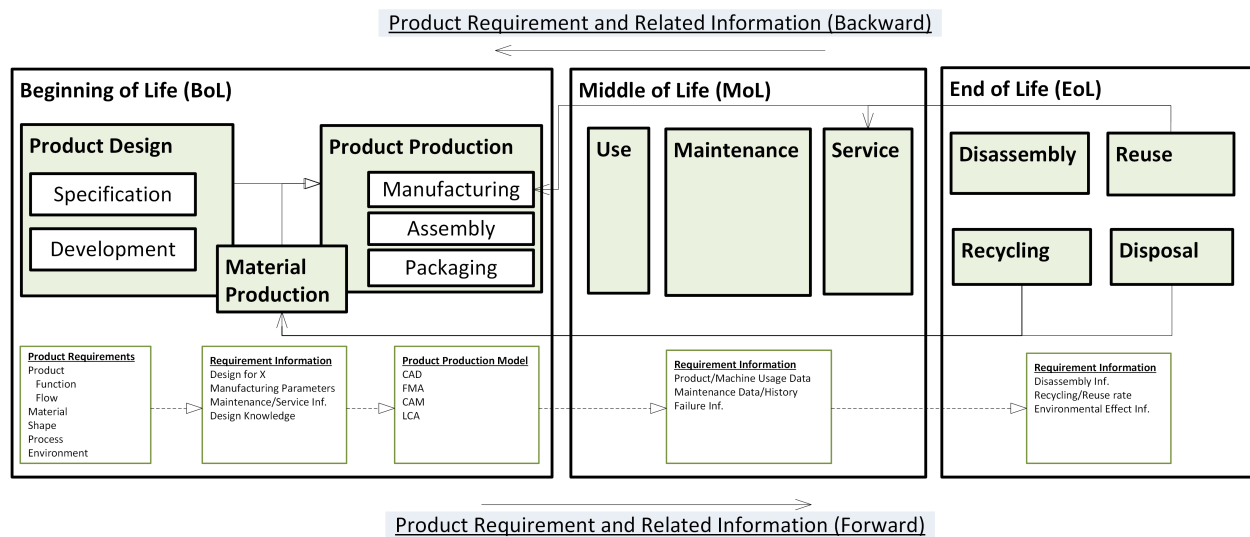 Product Requirement and Related Information (Backward)
Beginning of Life (BoL)
Product Design
Specification
Development
Material
Production
Product Production
Manufacturing
Assembly
Packaging
Product Requirements
Product
Function
Flow
Material
Shape
Process
Environment
Requirement Information
Design for X
Manufacturing Parameters
Maintenance/Service Inf.
Design Knowledge
Product Production Model
CAD
FMA
CAM
LCA
Middle of Life (MoL)
Use
Maintenance
Service
Requirement Information
Product/Machine Usage Data
Maintenance Data/History
Failure Inf.
End of Life (EoL)
Disassembly
Reuse
Recycling
Disposal
Requirement Information
Disassembly Inf.
Recycling/Reuse rate
Environmental Effect Inf.
Product Requirement and Related Information (Forward)